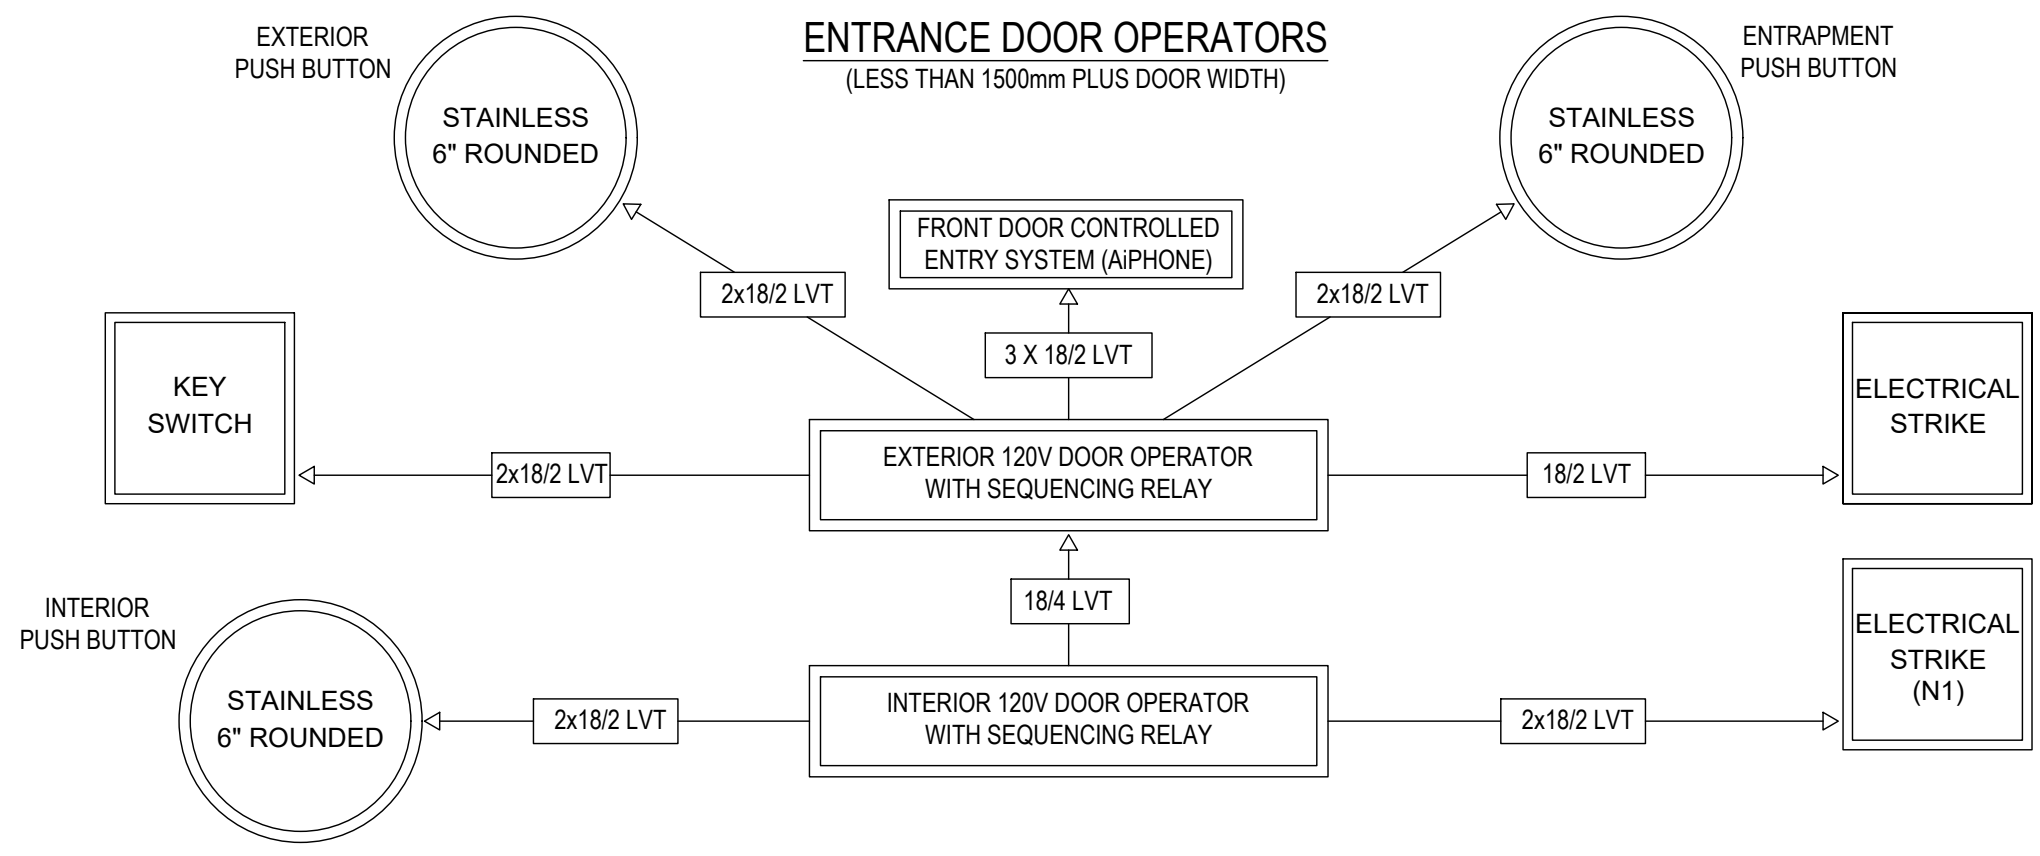 ENTRANCE DOOR OPERATORS
(LESS THAN 1500mm PLUS DOOR WIDTH)
EXTERIOR
PUSH BUTTON
STAINLESS
6" ROUNDED
ENTRAPMENT
PUSH BUTTON
STAINLESS
6" ROUNDED
FRONT DOOR CONTROLLED
ENTRY SYSTEM (AiPHONE)
2x18/2 LVT
3 X 18/2 LVT
2x18/2 LVT
KEY
SWITCH
2x18/2 LVT
EXTERIOR 120V DOOR OPERATOR
WITH SEQUENCING RELAY
18/2 LVT
ELECTRICAL
STRIKE
18/4 LVT
INTERIOR
PUSH BUTTON
STAINLESS
6" ROUNDED
2x18/2 LVT
INTERIOR 120V DOOR OPERATOR
WITH SEQUENCING RELAY
2x18/2 LVT
ELECTRICAL
STRIKE
(N1)